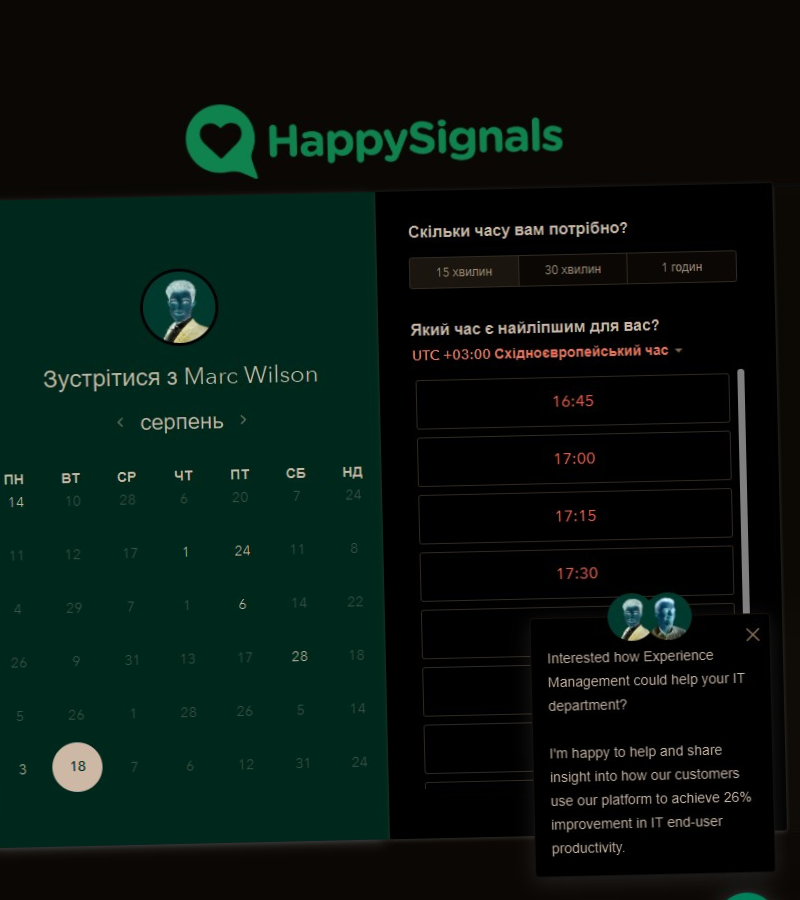 HappySignals
Зустрітися з Marc Wilson
серпень
ПН ВТ СР ЧТ ПТ СБ НД
14 10 28 6 20 7 24
11 12 17 1 24 11 8
4 29 7 1 6 14 22
26 9 31 13 17 28 18
5 26 1 28 26 5 14
3 18 7 6 12 31 24
Скільки часу вам потрібно?
15 хвилин 30 хвилин 1 годин
Який час є найліпшим для вас?
UTC +03:00 Східноєвропейський час
16:45
17:00
17:15
17:30
Interested how Experience
Management could help your IT
department?
I'm happy to help and share
insight into how our customers
use our platform to achieve 26%
improvement in IT end-user
productivity.